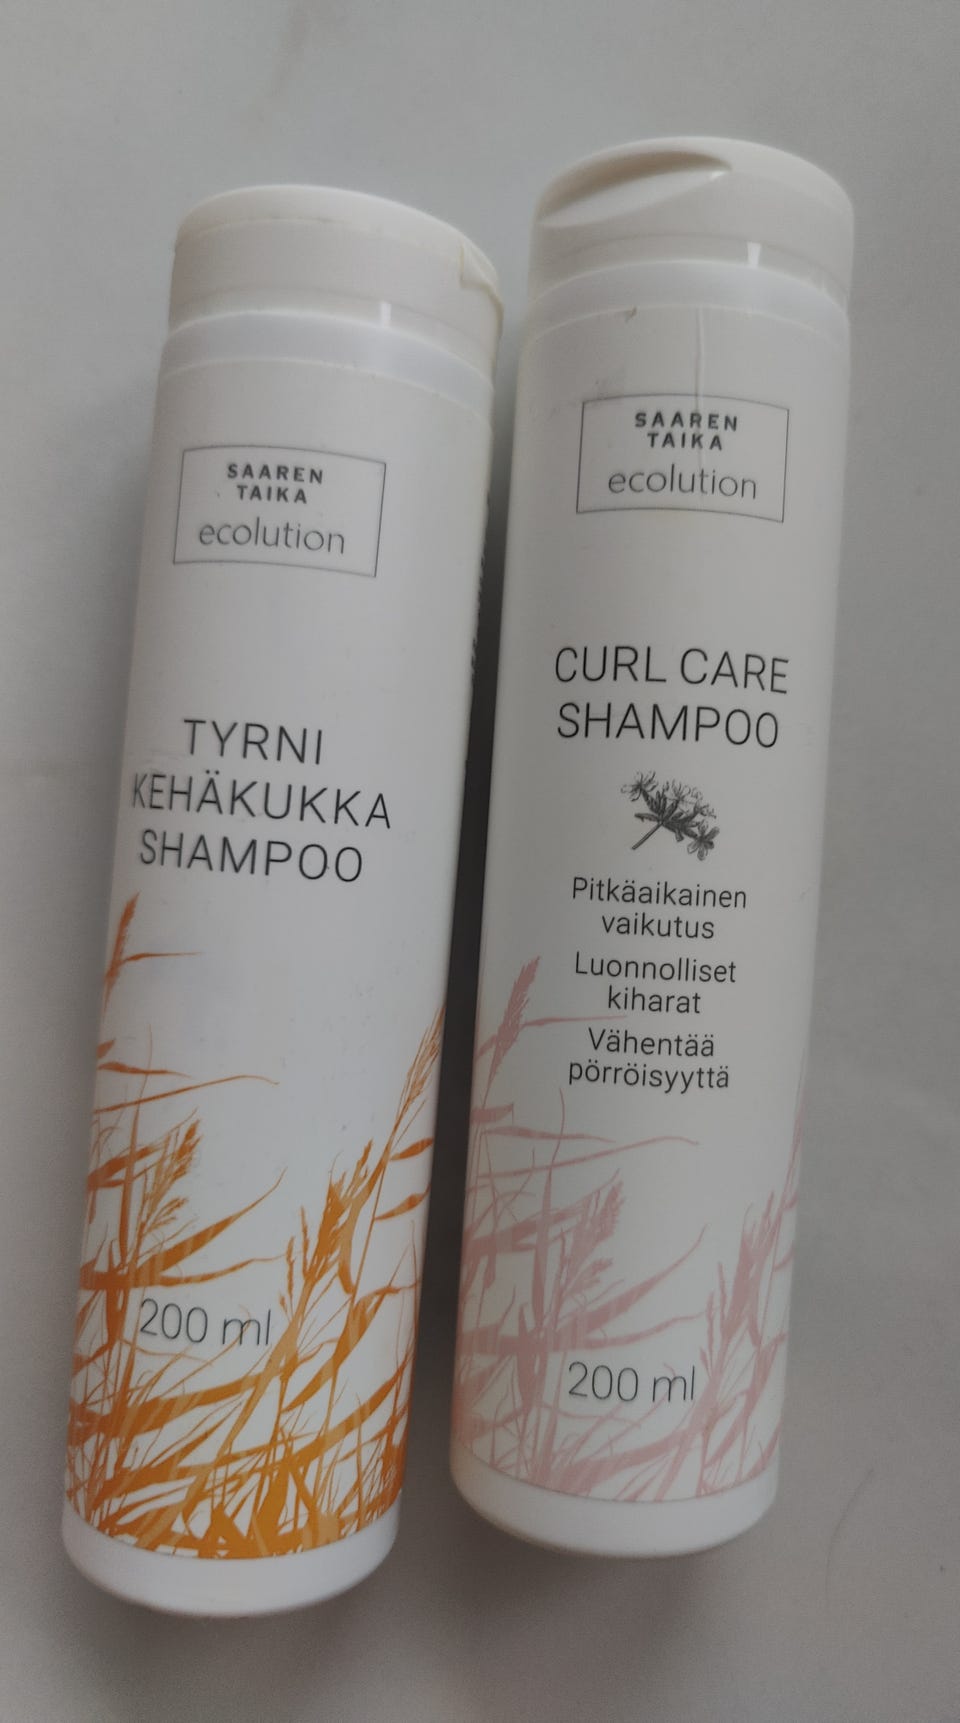 SAAREN
TAIKA
ecolution
TYRNI
KEHÄKUKKA
SHAMPOO
200 ml
SAAREN
TAIKA
ecolution
CURL CARE
SHAMPOO
Pitkäaikainen
vaikutus
Luonnolliset
kiharat
Vähentää
pörröisyyttä
200 ml